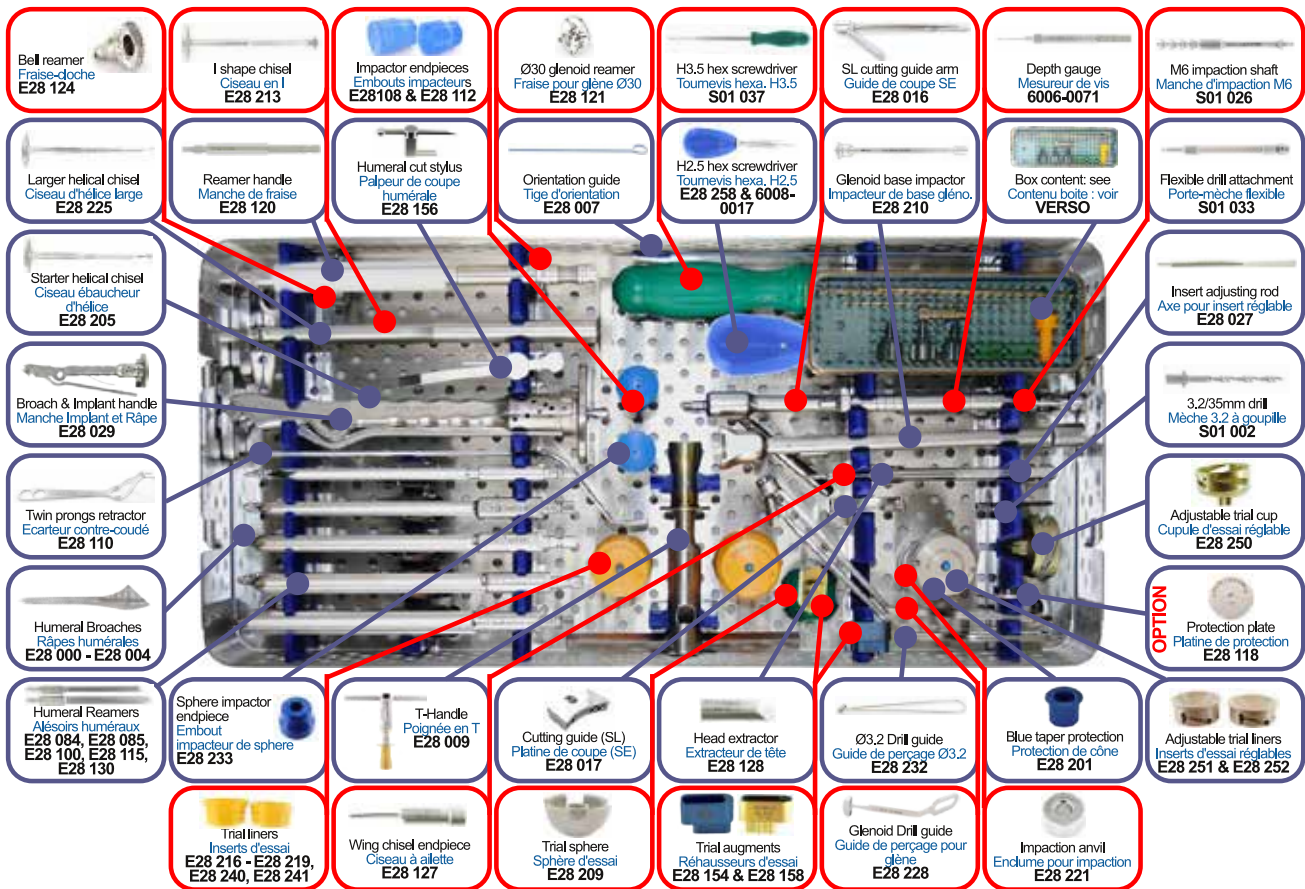 Bell reamer
Fraise-cloche
E28 124
I shape chisel
Ciseau en I
E28 213
Impactor endpieces
Embouts impacteurs
E28108 & E28 112
Ø30 glenoid reamer
Fraise pour glène Ø30
E28 121
H3.5 hex screwdriver
Tournevis hexa. H3.5
S01 037
SL cutting guide arm
Guide de coupe SE
E28 016
Depth gauge
Mesureur de vis
6006-0071
M6 impaction shaft
Manche d'impaction M6
S01 026
Larger helical chisel
Ciseau d'hélice large
E28 225
Reamer handle
Manche de fraise
E28 120
Humeral cut stylus
Palpeur de coupe
humérale
E28 156
Orientation guide
Tige d'orientation
E28 007
H2.5 hex screwdriver
Tournevis hexa. H2.5
E28 258 & 6008-
0017
Glenoid base impactor
Impacteur de base gléno.
E28 210
Box content: see
Contenu boite : voir
VERSO
Flexible drill attachment
Porte-mèche flexible
S01 033
Starter helical chisel
Ciseau ébaucheur
d'hélice
E28 205
Insert adjusting rod
Axe pour insert réglable
E28 027
Broach & Implant handle
Manche Implant et Râpe
E28 029
3,2/35mm drill
Mèche 3.2 à goupille
S01 002
Twin prongs retractor
Ecarteur contre-coudé
E28 110
Adjustable trial cup
Cupule d'essai réglable
E28 250
Humeral Broaches
Râpes humérales
E28 000 - E28 004
OPTION
Protection plate
Platine de protection
E28 118
Humeral Reamers
Alésoirs huméraux
E28 084, E28 085,
E28 100, E28 115,
E28 130
Sphere impactor
endpiece
Embout
impacteur de sphere
E28 233
T-Handle
Poignée en T
E28 009
Cutting guide (SL)
Platine de coupe (SE)
E28 017
Head extractor
Extracteur de tête
E28 128
Ø3,2 Drill guide
Guide de perçage Ø3.2
E28 232
Blue taper protection
Protection de cône
E28 201
Adjustable trial liners
Inserts d'essai réglables
E28 251 & E28 252
Trial liners
Inserts d'essai
E28 216 - E28 219,
E28 240, E28 241
Wing chisel endpiece
Ciseau à ailette
E28 127
Trial sphere
Sphère d'essai
E28 209
Trial augments
Réhausseurs d'essai
E28 154 & E28 158
Glenoid Drill guide
Guide de perçage pour
glène
E28 228
Impaction anvil
Enclume pour impaction
E28 221